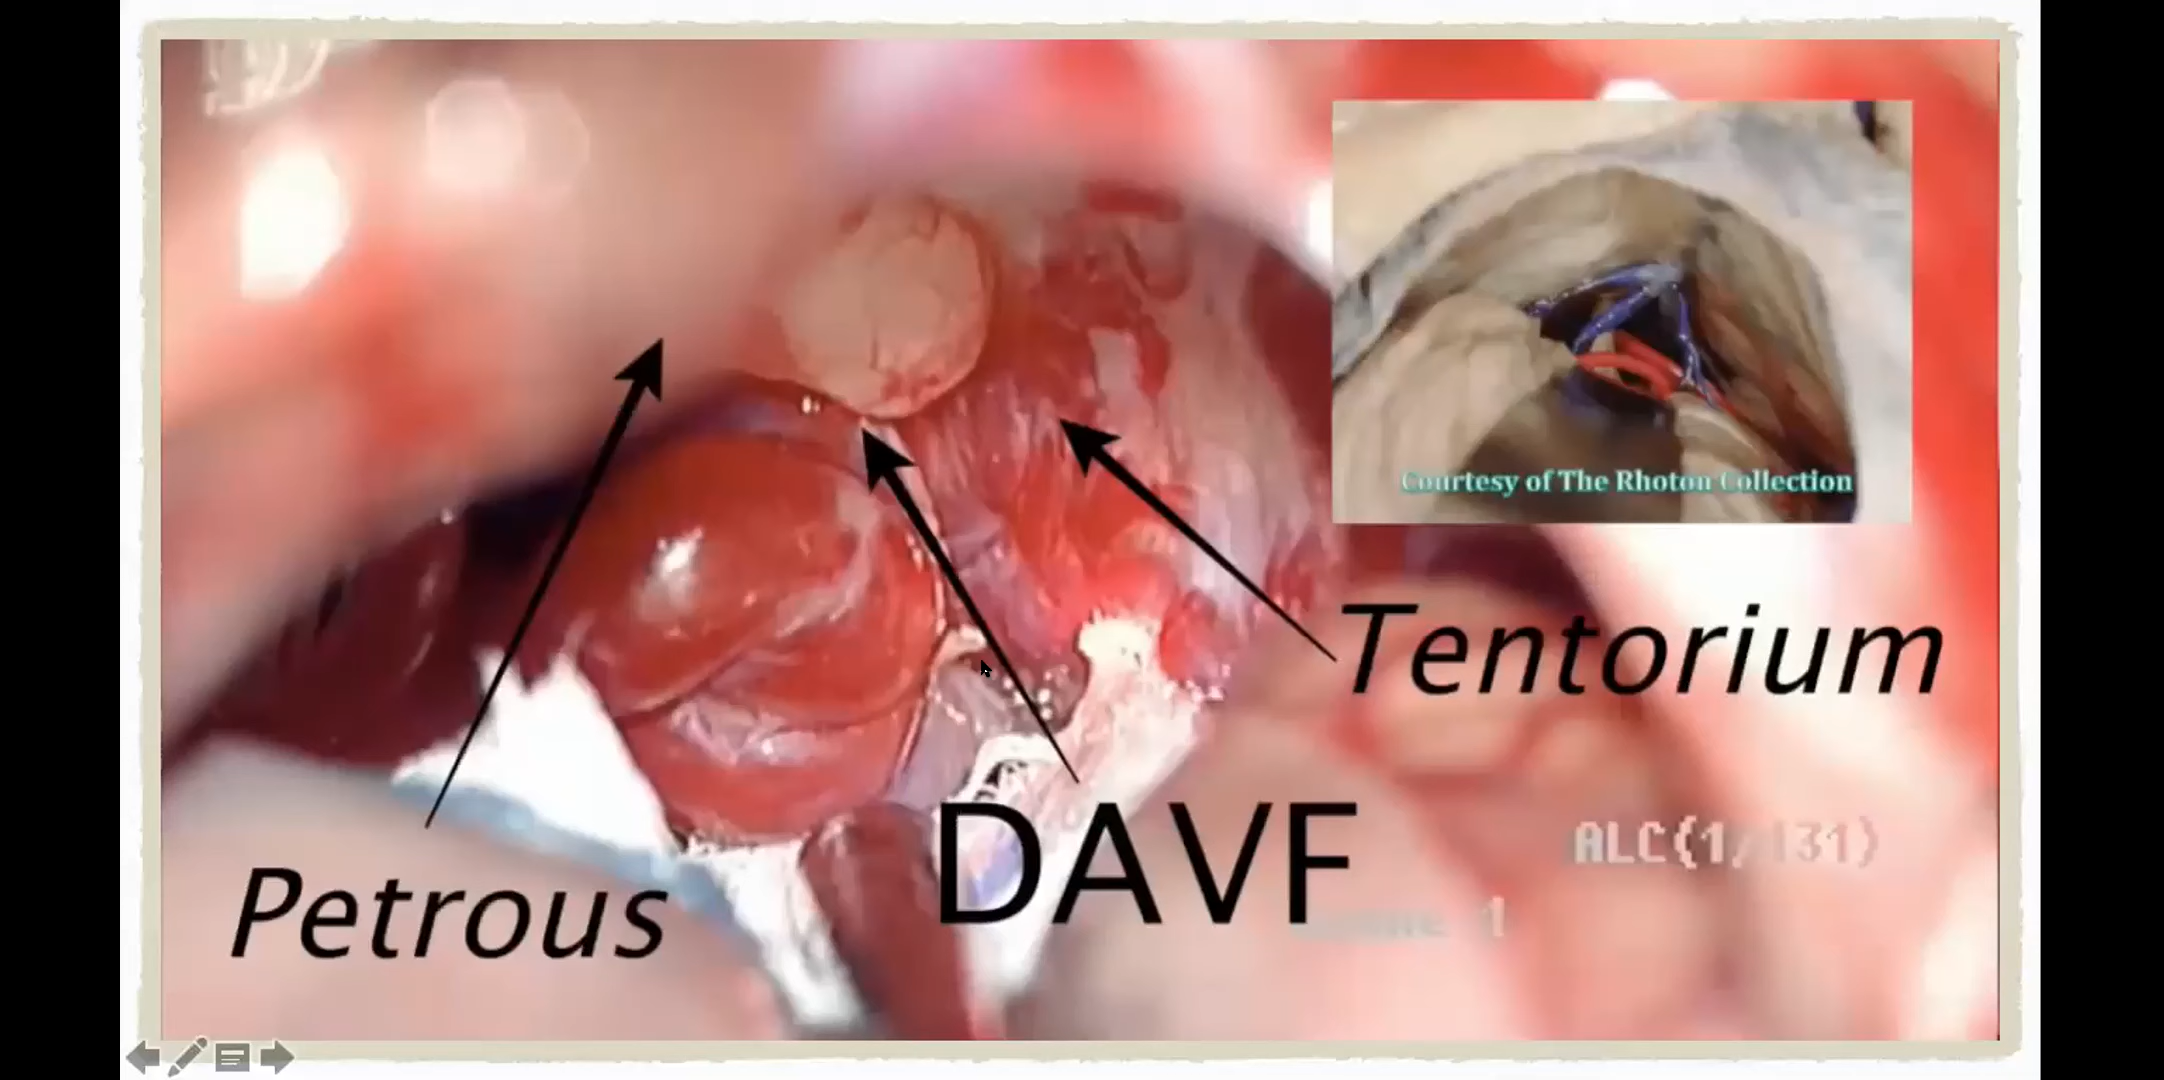 Courtesy of The Rhoton Collection
Tentorium
DAVF
Petrous